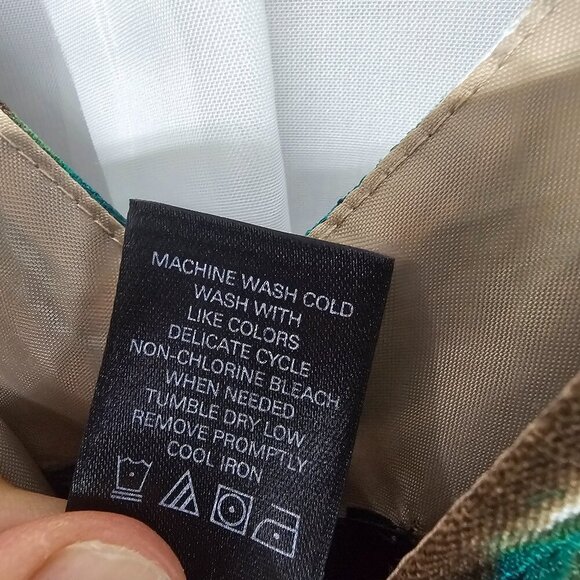 MACHINE WASH COLD
WASH WITH
LIKE COLORS
DELICATE CYCLE
NON-CHLORINE BLEACH
WHEN NEEDED
TUMBLE DRY LOW
REMOVE PROMPTLY
COOL IRON